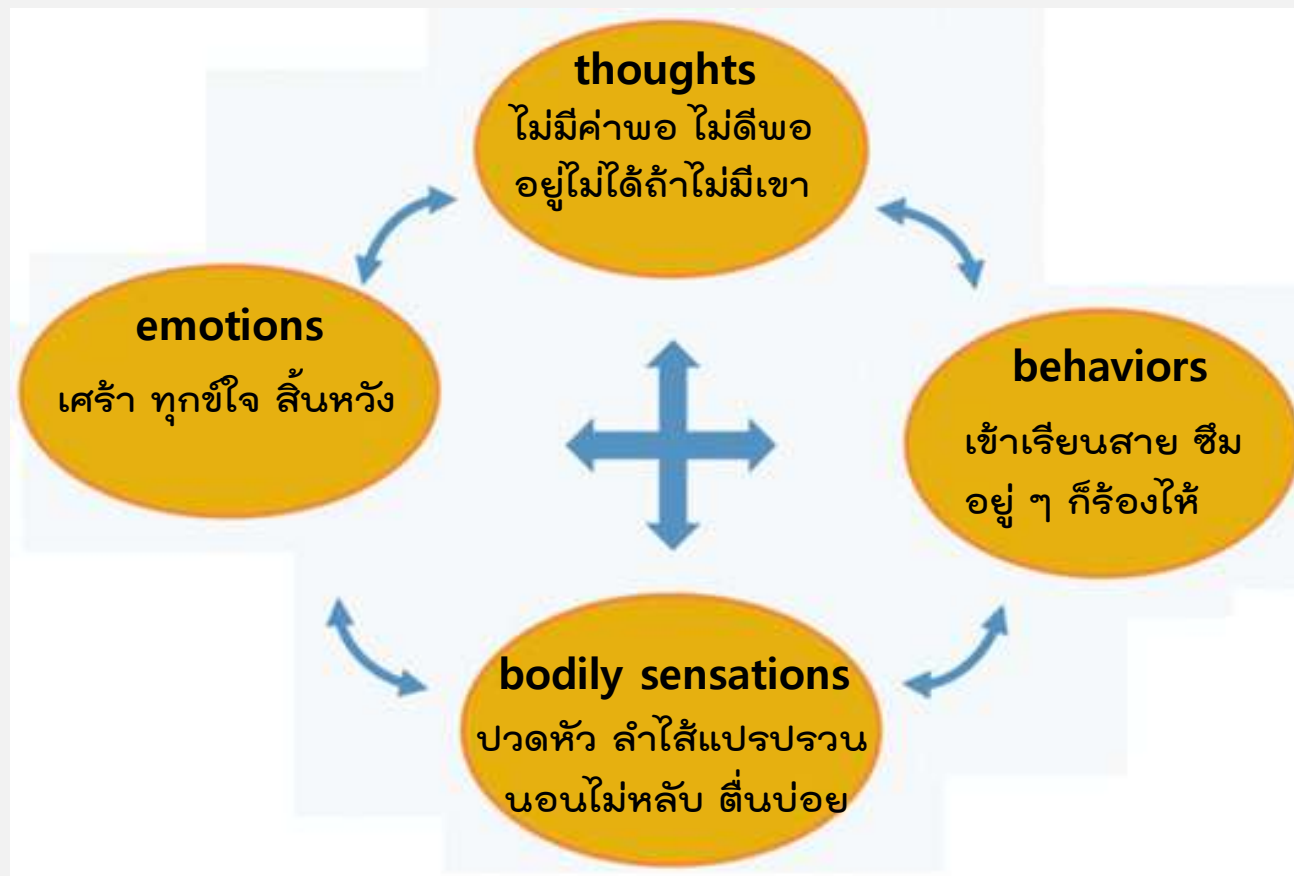 thoughts
ไม่มีค่าพอ ไม่ดีพอ
อยู่ไม่ได้ถ้าไม่มีเขา
emotions
เศร้า ทุกข์ใจ สิ้นหวัง
behaviors
เข้าเรียนสาย ซึม
อยู่ ๆ ก็ร้องไห้
bodily sensations
ปวดหัว ลำไส้แปรปรวน
นอนไม่หลับ ตื่นบ่อย